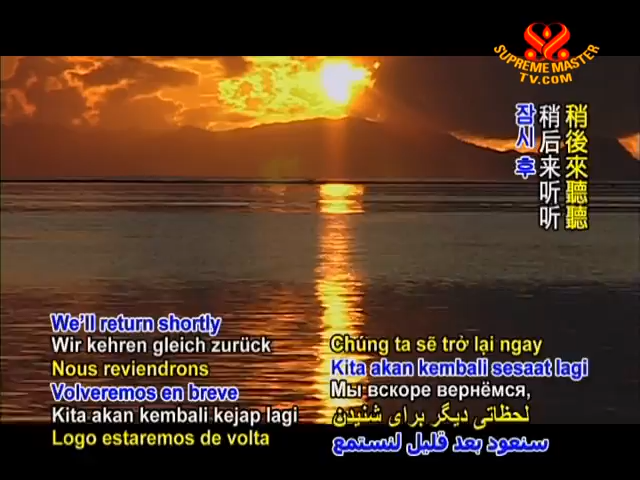 SUPREME MASTER
TV.COM
稍後來聽聽
稍后来听听
잠시 후
We'll return shortly
Wir kehren gleich zurück
Nous reviendrons
Volveremos en breve
Kita akan kembali kejap lagi
Logo estaremos de volta
Chúng ta sẽ trở lại ngay
Kita akan kembali sesaat lagi
Мы вскоре вернёмся,
لحظاتی دیگر برای شنیدن
سنعود بعد قليل لنستمع